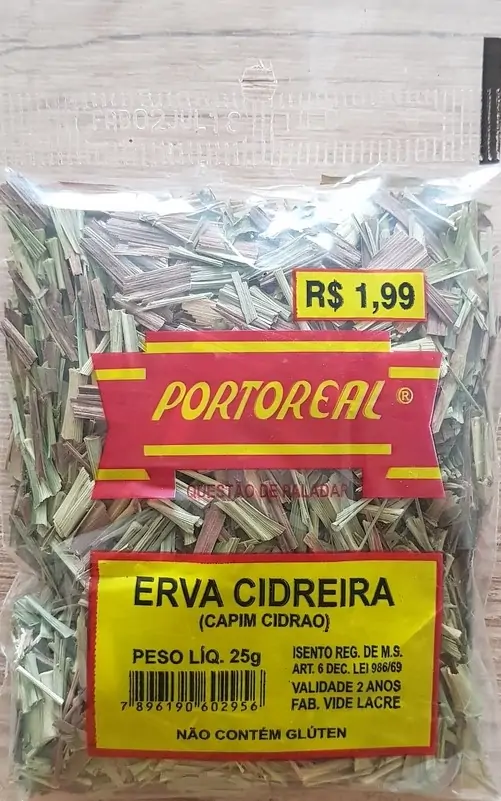 R$ 1,99
PORTOREAL ®
QUESTÃO DE PALADAR
ERVA CIDREIRA
(CAPIM CIDRAO)
PESO LÍQ. 25g
7 896190 602956
ISENTO REG. DE M.S.
ART. 6 DEC. LEI 986/69
VALIDADE 2 ANOS
FAB. VIDE LACRE
NÃO CONTÉM GLÚTEN